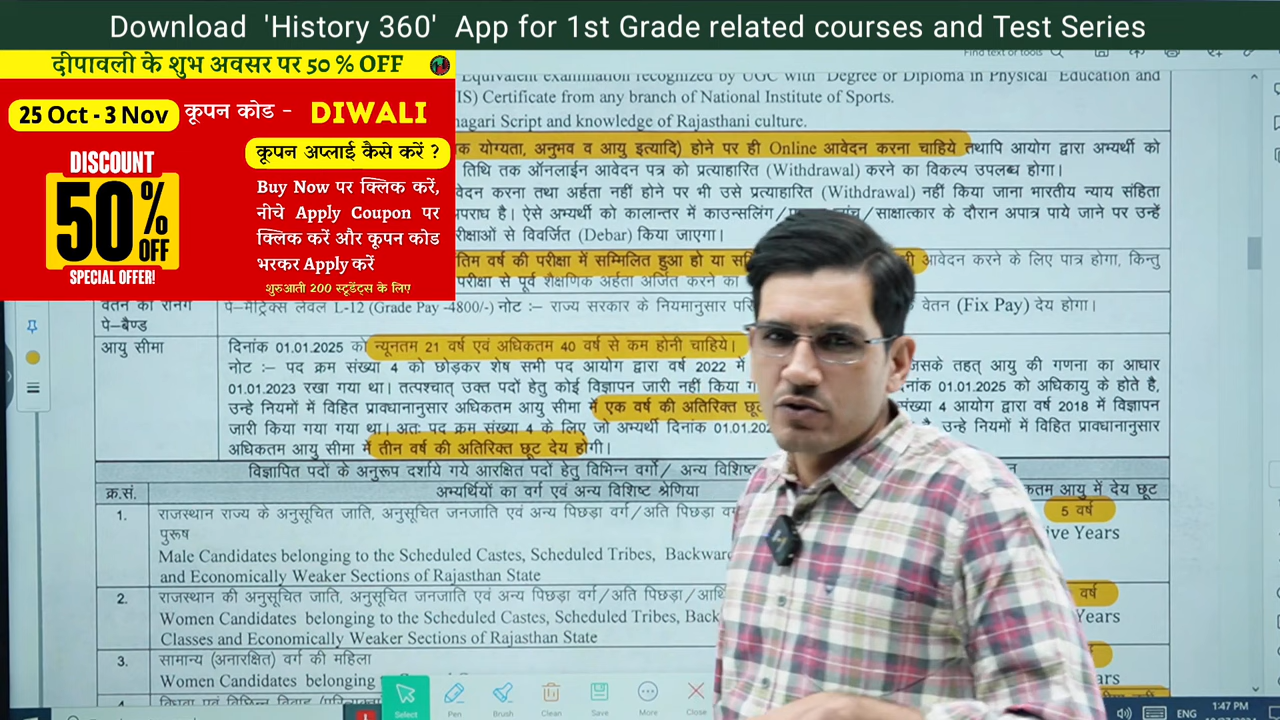 Download 'History 360' App for 1st Grade related courses and Test Series
दीपावली के शुभ अवसर पर 50 % OFF
25 Oct - 3 Nov कूपन कोड - DIWALI
DISCOUNT
50%
OFF
SPECIAL OFFER!
कूपन अप्लाई कैसे करें ?
Buy Now पर क्लिक करें,
नीचे Apply Coupon पर
क्लिक करें और कूपन कोड
भरकर Apply करें
शुरुआती 200 स्टूडेंट्स के लिए
Find text or tools
Equivalent examination recognized by UGC with Degree or Diploma in Physical Education and
IS) Certificate from any branch of National Institute of Sports.
nagari Script and knowledge of Rajasthani culture.
क योग्यता, अनुभव व आयु इत्यादि) होने पर ही Online आवेदन करना चाहिये तथापि आयोग द्वारा अभ्यर्थी को
तिथि तक ऑनलाईन आवेदन पत्र को प्रत्याहारित (Withdrawal) करने का विकल्प उपलब्ध होगा।
वेदन करना तथा अर्हता नहीं होने पर भी उसे प्रत्याहारित (Withdrawal) नहीं किया जाना भारतीय न्याय संहिता
पराध है। ऐसे अभ्यर्थी को कालान्तर में काउन्सलिंग/ /साक्षात्कार के दौरान अपात्र पाये जाने पर उन्हें
रीक्षाओं से विवर्जित (Debar) किया जाएगा।
तिम वर्ष की परीक्षा में सम्मिलित हुआ हो या आवेदन करने के लिए पात्र होगा, किन्तु
परीक्षा से पूर्व शैक्षणिक अर्हता अर्जित करने का
पे-मैट्रिक्स लेवल L-12 (Grade Pay -4800/-) नोट :– राज्य सरकार के नियमानुसार के वेतन (Fix Pay) देय होगा।
पे-बैण्ड
आयु सीमा
दिनांक 01.01.2025 को न्यूनतम 21 वर्ष एवं अधिकतम 40 वर्ष से कम होनी चाहिये।
नोट :– पद क्रम संख्या 4 को छोड़कर शेष सभी पद आयोग द्वारा वर्ष 2022 में जिसके तहत् आयु की गणना का आधार
01.01.2023 रखा गया था। तत्पश्चात् उक्त पदों हेतु कोई विज्ञापन जारी नहीं किया नांक 01.01.2025 को अधिकायु के होते है,
उन्हे नियमों में विहित प्रावधानानुसार अधिकतम आयु सीमा में एक वर्ष की अतिरिक्त छूट संख्या 4 आयोग द्वारा वर्ष 2018 में विज्ञापन
जारी किया गया गया था। अतः पद क्रम संख्या 4 के लिए जो अभ्यर्थी दिनांक 01.01.202 है, उन्हे नियमों में विहित प्रावधानानुसार
अधिकतम आयु सीमा में तीन वर्ष की अतिरिक्त छूट देय होगी।
विज्ञापित पदों के अनुरूप दर्शाये गये आरक्षित पदों हेतु विभिन्न वर्गो/ अन्य विशिष्ट
क्र.सं. अभ्यर्थियों का वर्ग एवं अन्य विशिष्ट श्रेणिया कतम आयु में देय छूट
1. राजस्थान राज्य के अनुसूचित जाति, अनुसूचित जनजाति एवं अन्य पिछड़ा वर्ग/अति पिछड़ा 5 वर्ष
पुरूष
Male Candidates belonging to the Scheduled Castes, Scheduled Tribes, Backwar ive Years
and Economically Weaker Sections of Rajasthan State
2. राजस्थान की अनुसूचित जाति, अनुसूचित जनजाति एवं अन्य पिछड़ा वर्ग/अति पिछड़ा/आर्थि वर्ष
Women Candidates belonging to the Scheduled Castes, Scheduled Tribes, Back Years
Classes and Economically Weaker Sections of Rajasthan State
3. सामान्य (अनारक्षित) वर्ग की महिला
Women Candidates belonging
Select Pen Brush Clean Save More Close
ENG 1:47 PM